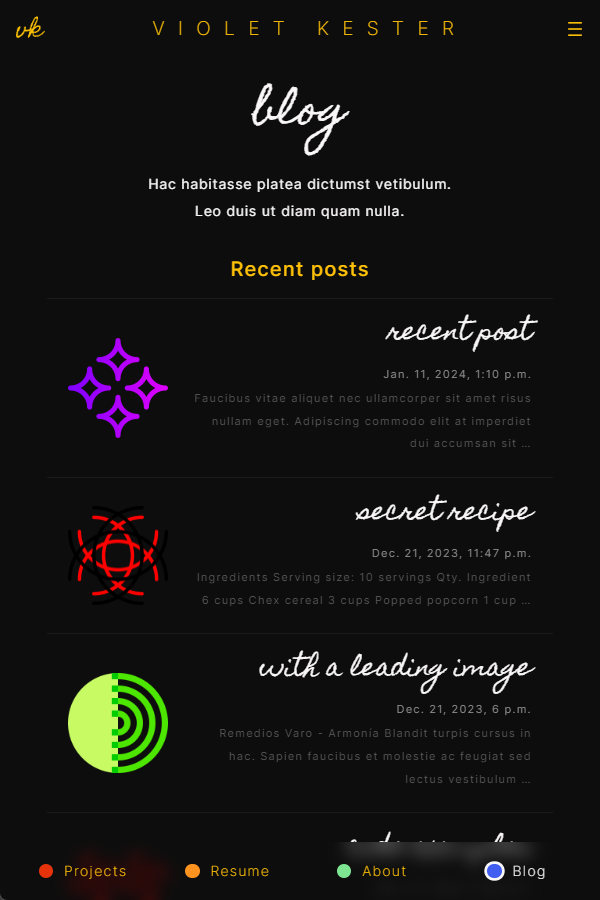 vk
VIOLET KESTER
blog
Hac habitasse platea dictumst vetibulum.
Leo duis ut diam quam nulla.
Recent posts
recent post
Jan. 11, 2024, 1:10 p.m.
Faucibus vitae aliquet nec ullamcorper sit amet risus
nullam eget. Adipiscing commodo elit at imperdiet
dui accumsan sit …
secret recipe
Dec. 21, 2023, 11:47 p.m.
Ingredients Serving size: 10 servings Qty. Ingredient
6 cups Chex cereal 3 cups Popped popcorn 1 cup …
with a leading image
Dec. 21, 2023, 6 p.m.
Remedios Varo - Armonia Blandit turpis cursus in
hac. Sapien faucibus et molestie ac feugiat sed
lectus vestibulum …
Projects
Resume
About
Blog